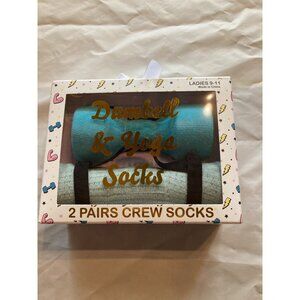 LADIES 9-11
Made in China
Dumbell
& Yoga
Socks
2 PAIRS CREW SOCKS